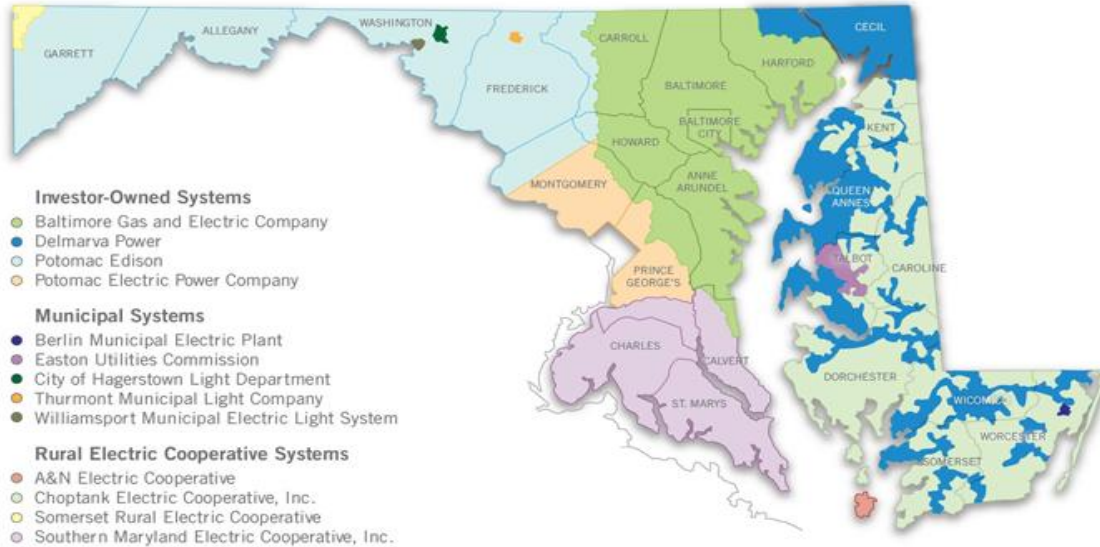 GARRETT
ALLEGANY
WASHINGTON
FREDERICK
CARROLL
BALTIMORE
HARFORD
CECIL
BALTIMORE
CITY
HOWARD
KENT
MONTGOMERY
ANNE
ARUNDEL
QUEEN
ANNES
TALBOT
CAROLINE
PRINCE
GEORGE'S
CHARLES
CALVERT
ST. MARYS
DORCHESTER
WICOMICO
WORCESTER
SOMERSET
Investor-Owned Systems
Baltimore Gas and Electric Company
Delmarva Power
Potomac Edison
Potomac Electric Power Company
Municipal Systems
Berlin Municipal Electric Plant
Easton Utilities Commission
City of Hagerstown Light Department
Thurmont Municipal Light Company
Williamsport Municipal Electric Light System
Rural Electric Cooperative Systems
A&N Electric Cooperative
Choptank Electric Cooperative, Inc.
Somerset Rural Electric Cooperative
Southern Maryland Electric Cooperative, Inc.